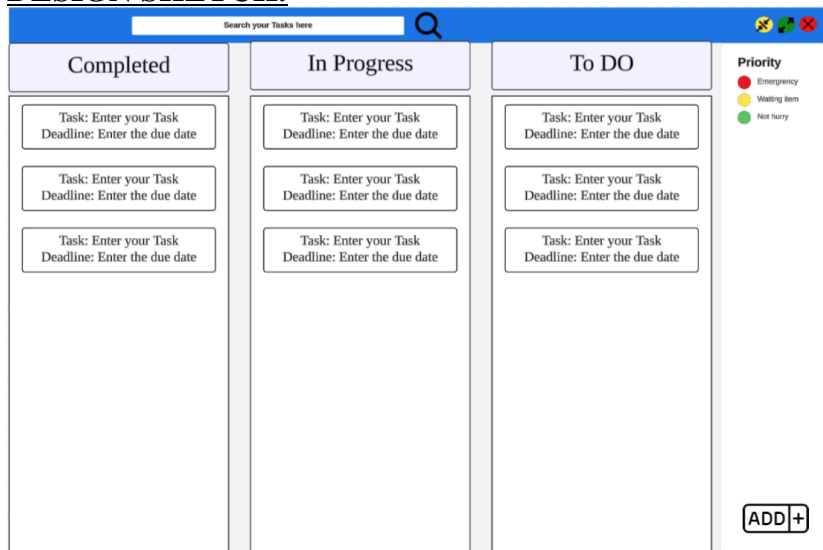 DESIGN SKETCH:
Search your Tasks here
Completed
In Progress
To DO
Priority
Emergrency
Waiting item
Not hurry
Task: Enter your Task
Deadline: Enter the due date
Task: Enter your Task
Deadline: Enter the due date
Task: Enter your Task
Deadline: Enter the due date
Task: Enter your Task
Deadline: Enter the due date
Task: Enter your Task
Deadline: Enter the due date
Task: Enter your Task
Deadline: Enter the due date
Task: Enter your Task
Deadline: Enter the due date
Task: Enter your Task
Deadline: Enter the due date
Task: Enter your Task
Deadline: Enter the due date
ADD+